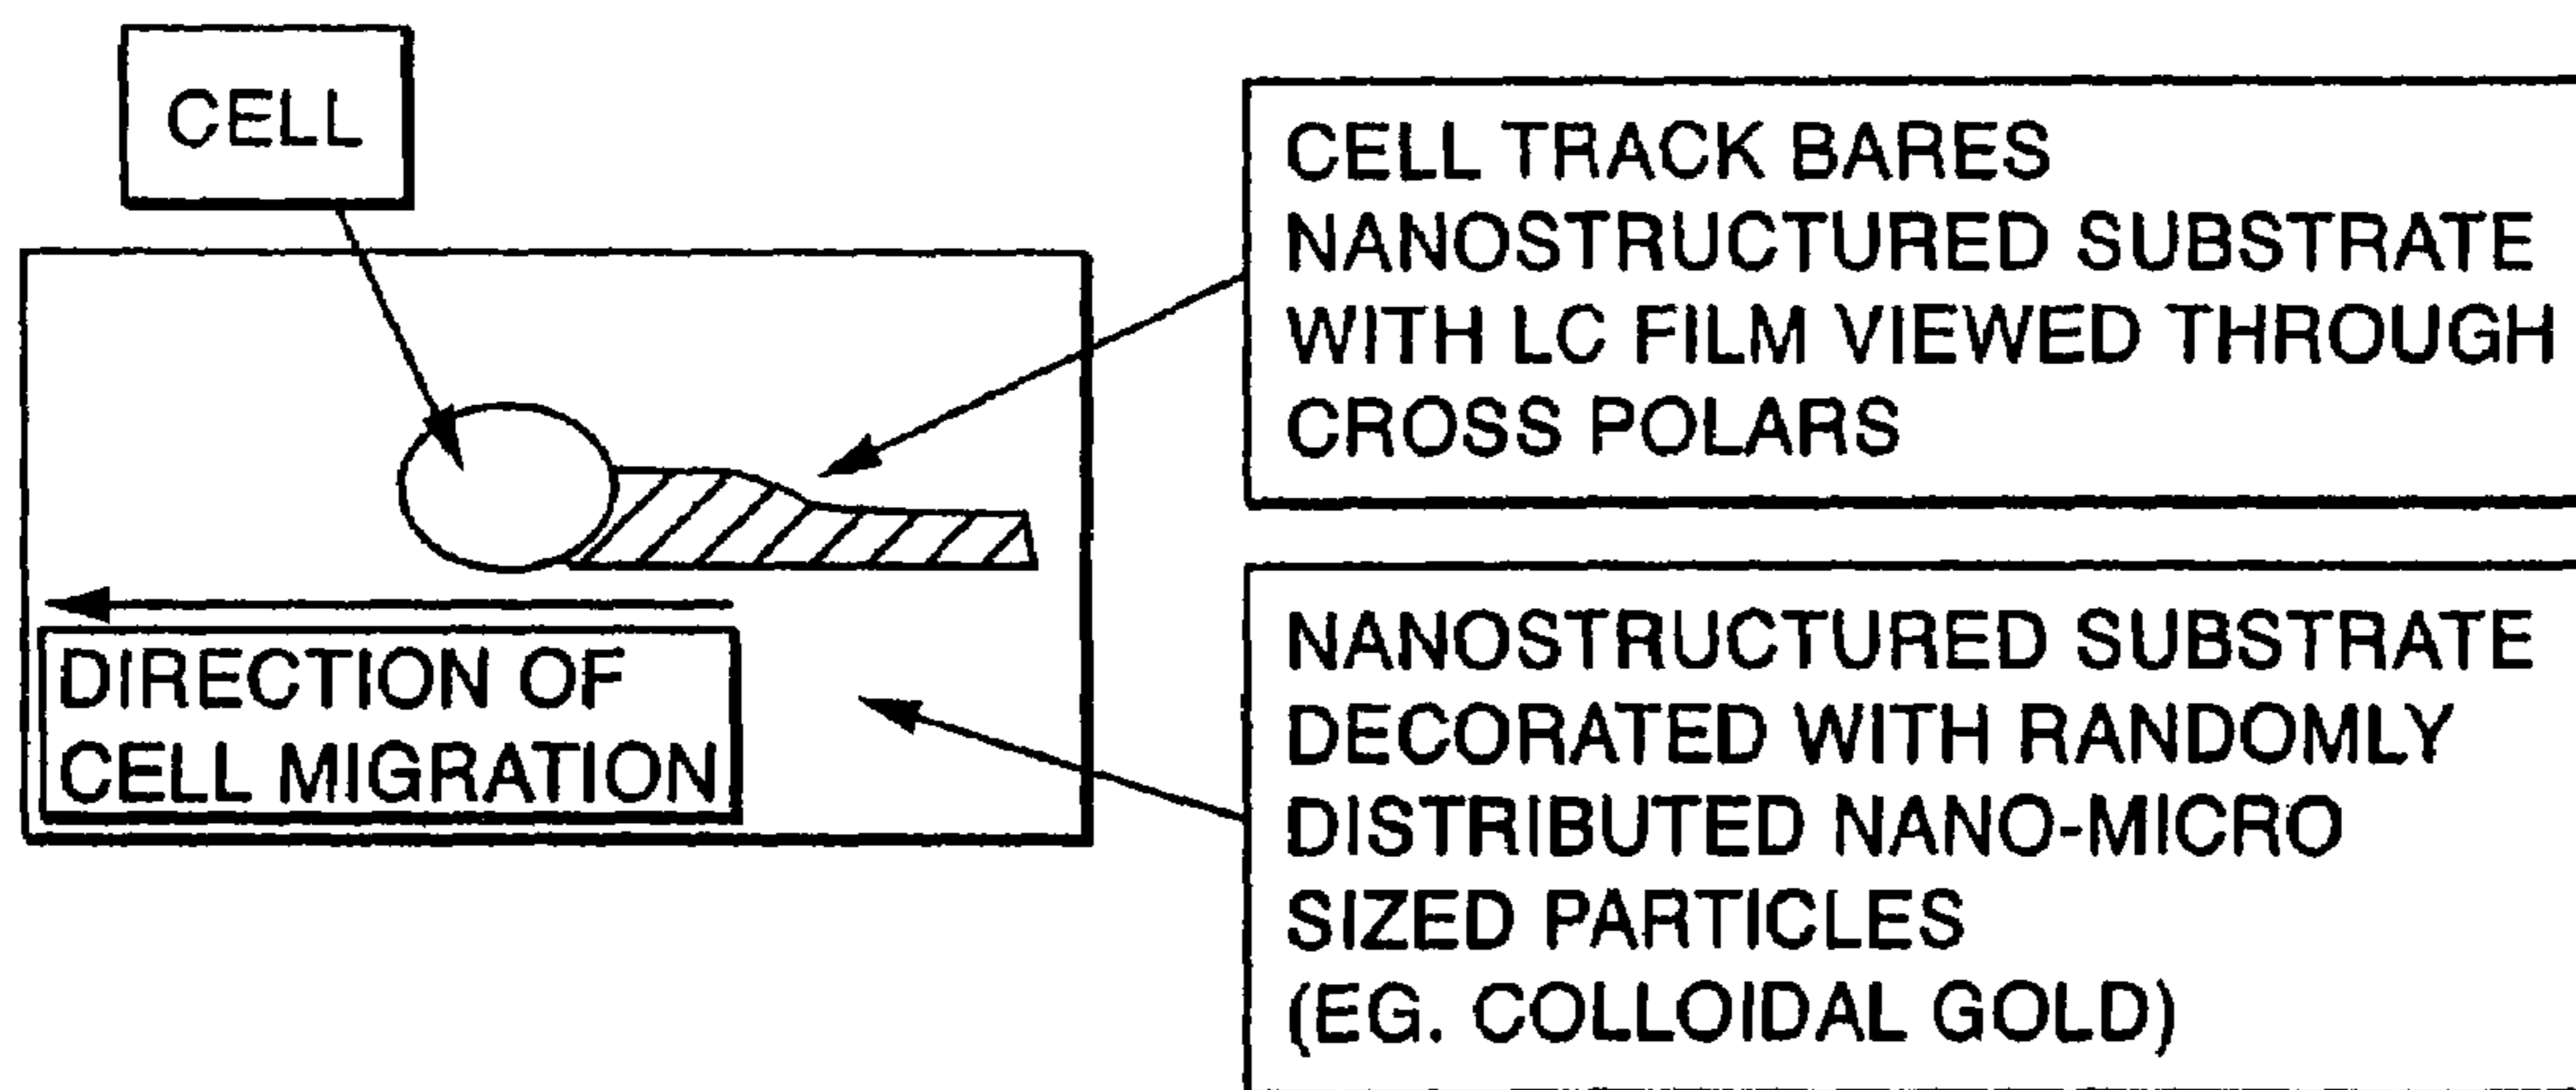 CELL
CELL TRACK BARES
NANOSTRUCTURED SUBSTRATE
WITH LC FILM VIEWED THROUGH
CROSS POLARS
DIRECTION OF
CELL MIGRATION
NANOSTRUCTURED SUBSTRATE
DECORATED WITH RANDOMLY
DISTRIBUTED NANO-MICRO
SIZED PARTICLES
(EG. COLLOIDAL GOLD)